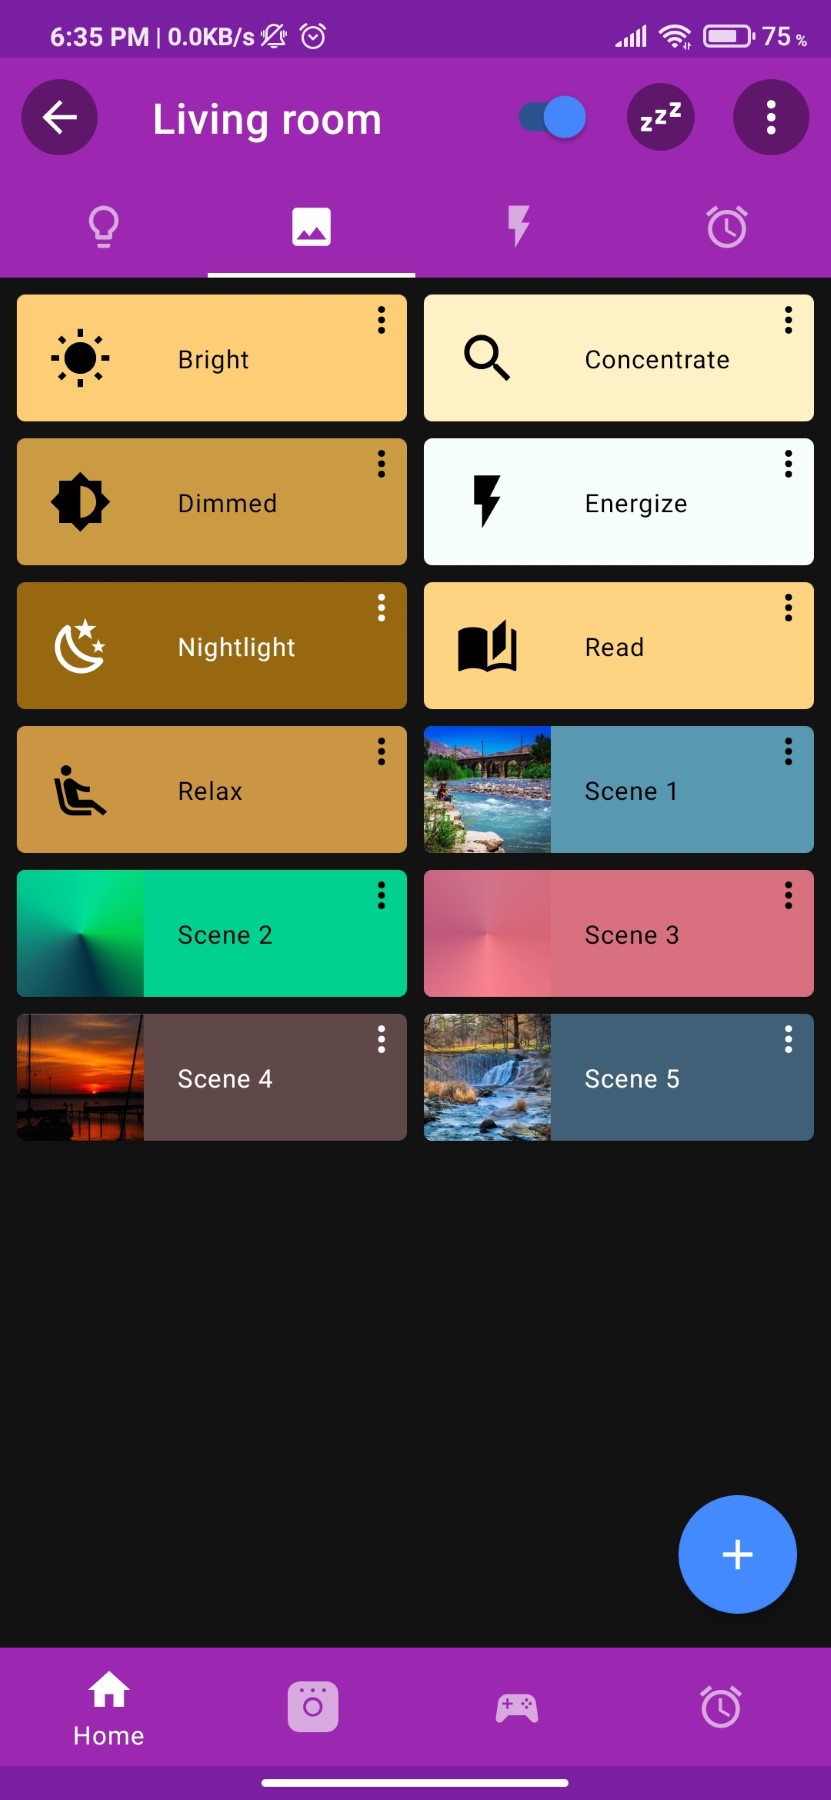 6:35 PM | 0.0KB/s 75 %
Living room
zzz
Bright
Concentrate
Dimmed
Energize
Nightlight
Read
Relax
Scene 1
Scene 2
Scene 3
Scene 4
Scene 5
Home